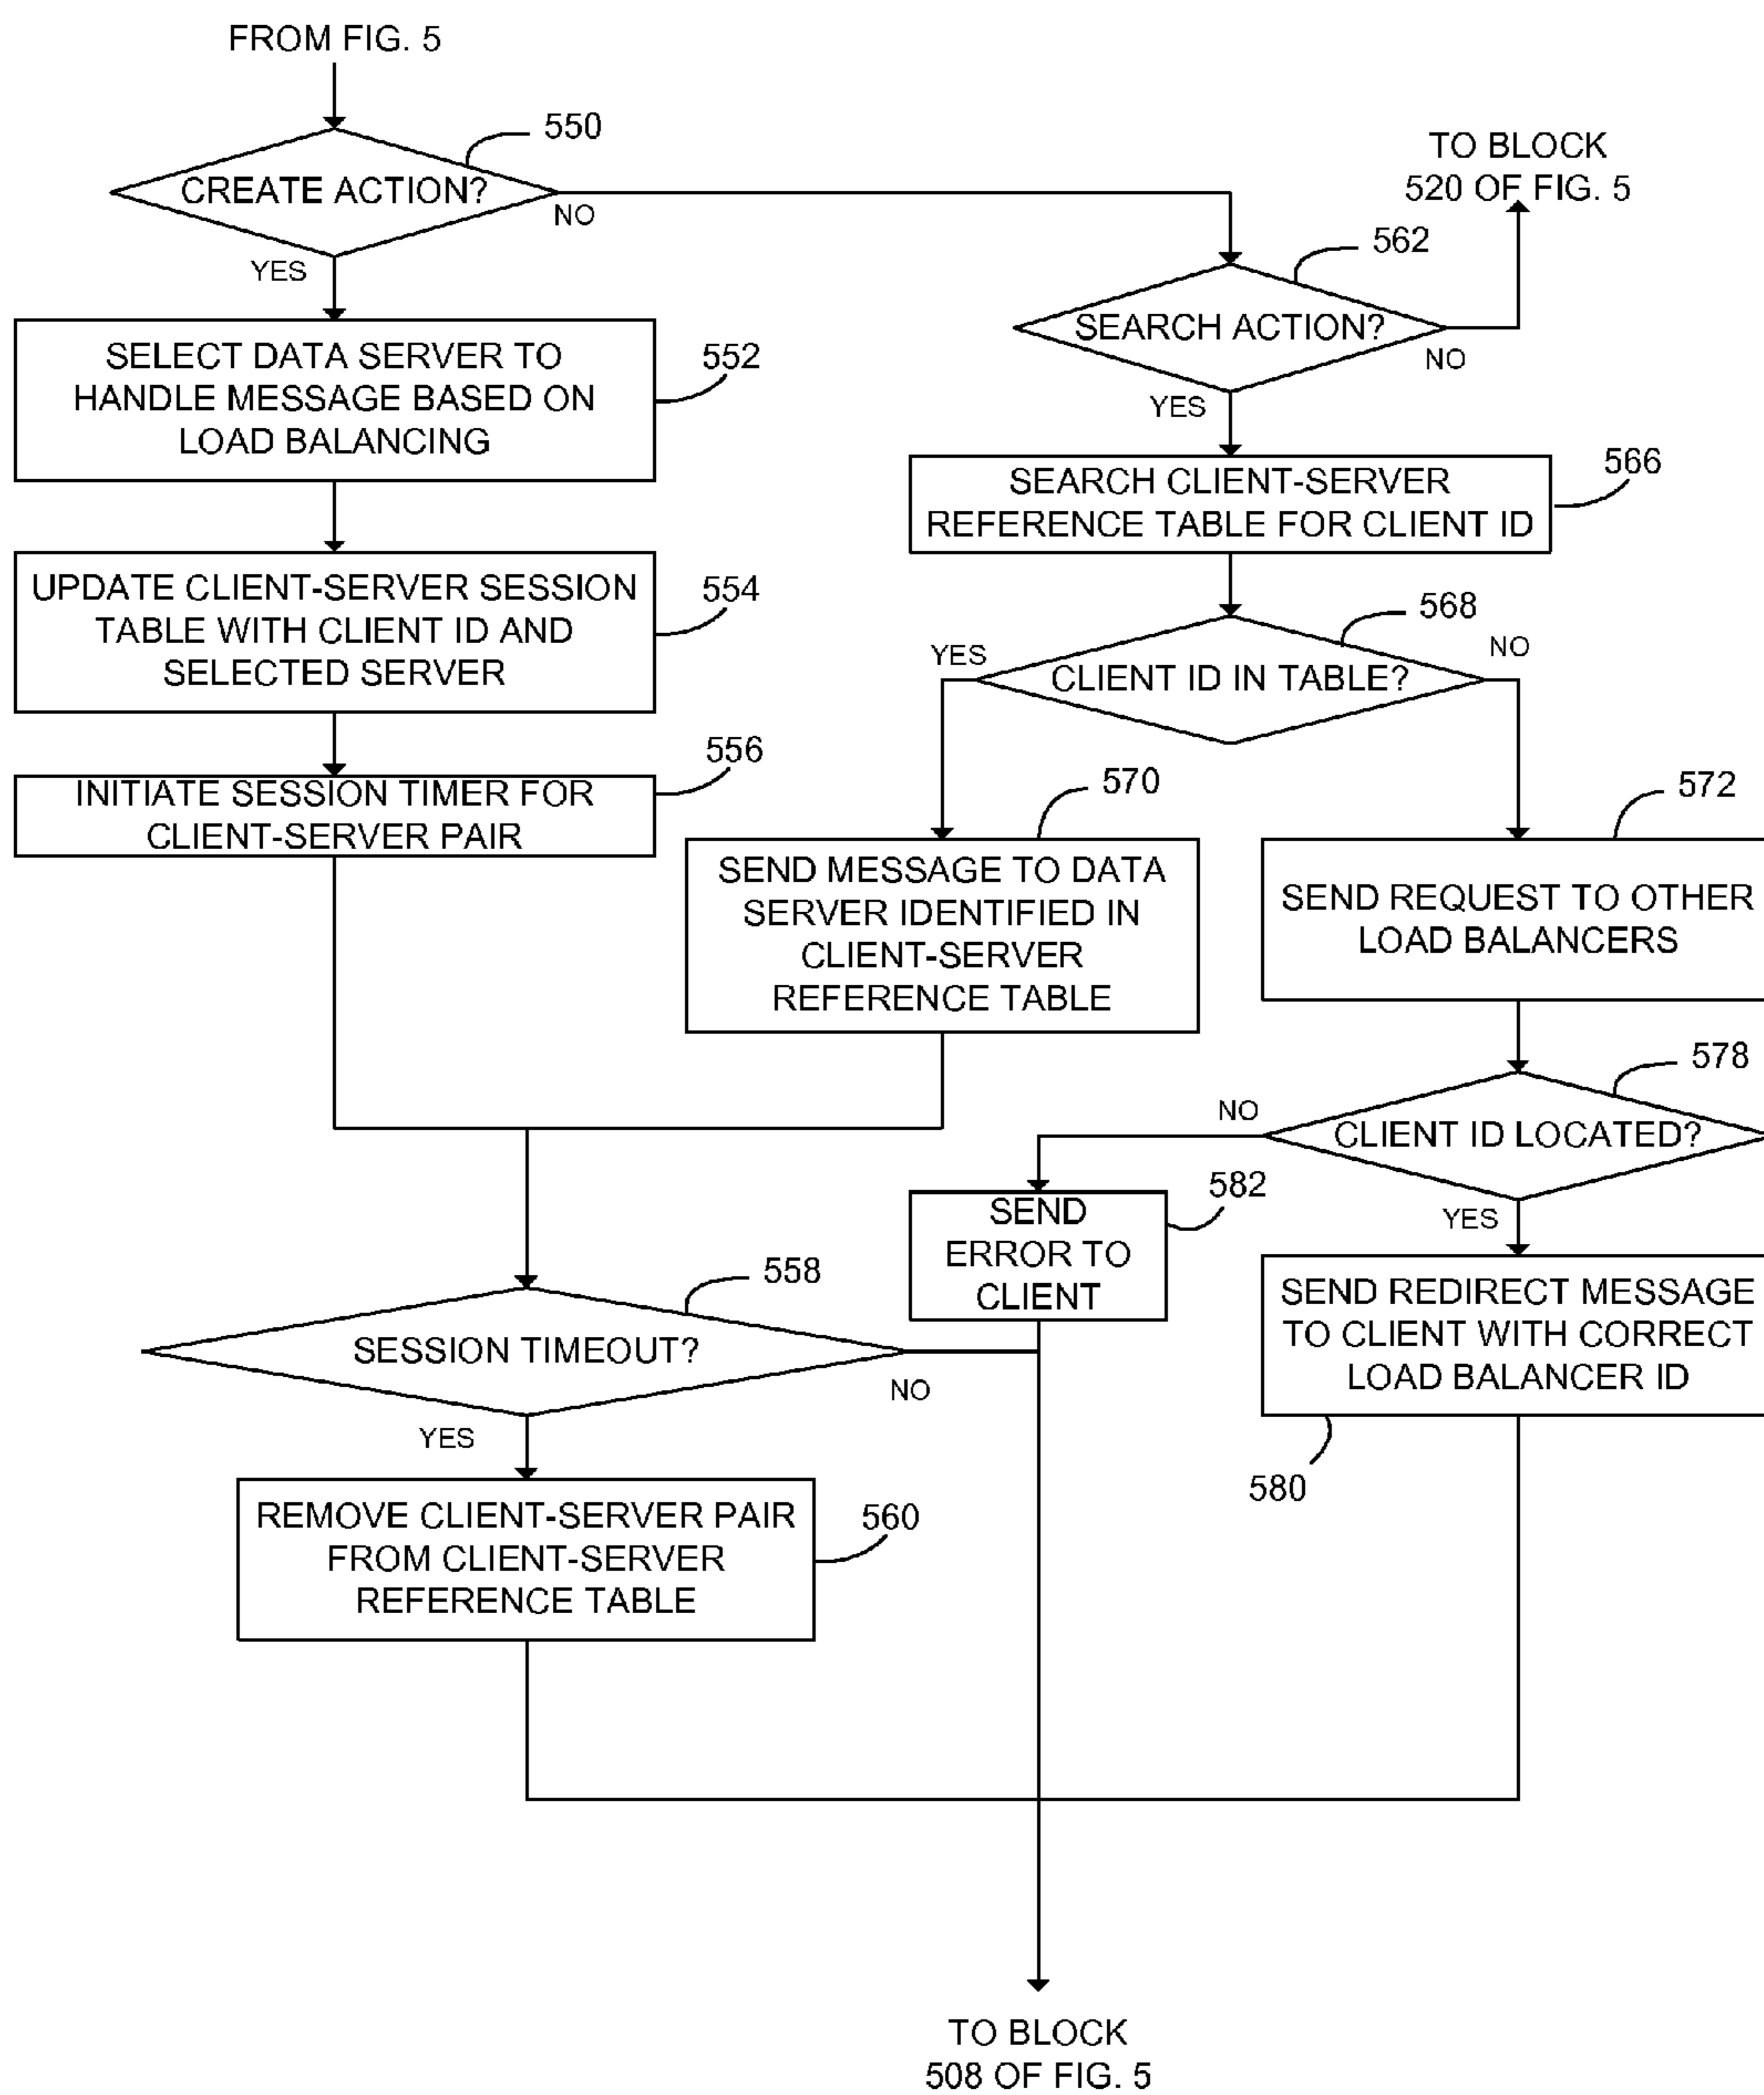 FROM FIG. 5
550
CREATE ACTION?
NO
YES
TO BLOCK
520 OF FIG. 5
562
SEARCH ACTION?
NO
YES
SELECT DATA SERVER TO
HANDLE MESSAGE BASED ON
LOAD BALANCING
552
SEARCH CLIENT-SERVER
REFERENCE TABLE FOR CLIENT ID
566
UPDATE CLIENT-SERVER SESSION
TABLE WITH CLIENT ID AND
SELECTED SERVER
554
568
YES
CLIENT ID IN TABLE?
NO
INITIATE SESSION TIMER FOR
CLIENT-SERVER PAIR
556
570
SEND MESSAGE TO DATA
SERVER IDENTIFIED IN
CLIENT-SERVER
REFERENCE TABLE
572
SEND REQUEST TO OTHER
LOAD BALANCERS
578
NO
CLIENT ID LOCATED?
YES
582
SEND
ERROR TO
CLIENT
558
SESSION TIMEOUT?
NO
YES
SEND REDIRECT MESSAGE
TO CLIENT WITH CORRECT
LOAD BALANCER ID
580
REMOVE CLIENT-SERVER PAIR
FROM CLIENT-SERVER
REFERENCE TABLE
560
TO BLOCK
508 OF FIG. 5